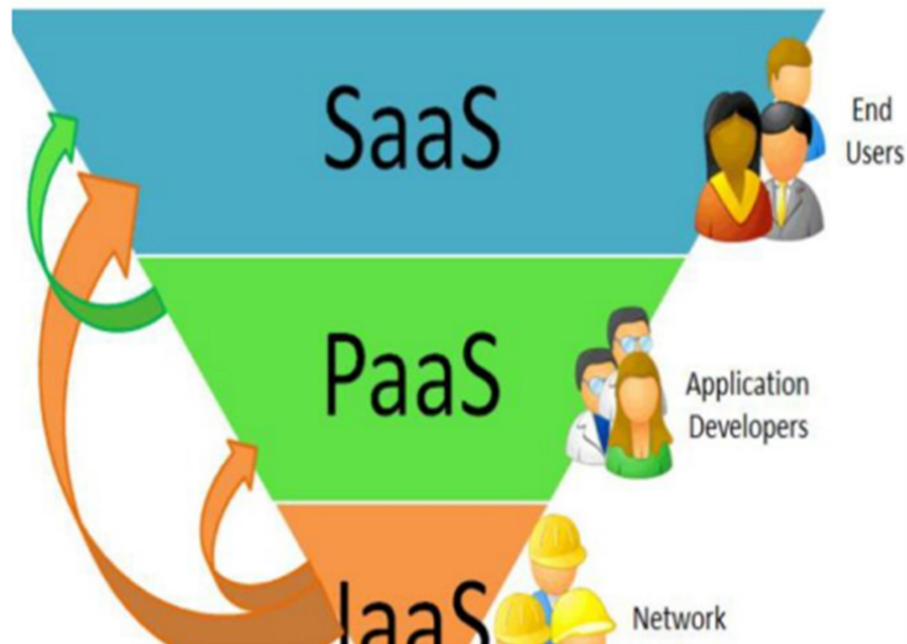 SaaS
End
Users
PaaS
Application
Developers
IaaS
Network